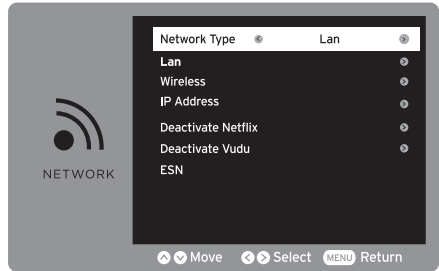 Network Type Lan
Lan
Wireless
IP Address
Deactivate Netflix
Deactivate Vudu
ESN
NETWORK
Move Select MENU Return